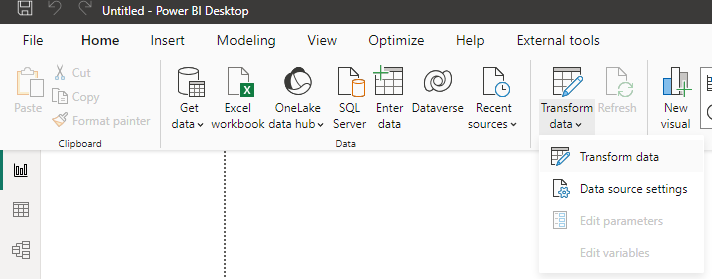 Untitled - Power BI Desktop
File Home Insert Modeling View Optimize Help External tools
Paste
Cut
Copy
Format painter
Clipboard
Get data
Excel workbook
OneLake data hub
SQL Server
Enter data
Dataverse
Recent sources
Data
Transform data
Refresh
New visual
Transform data
Data source settings
Edit parameters
Edit variables